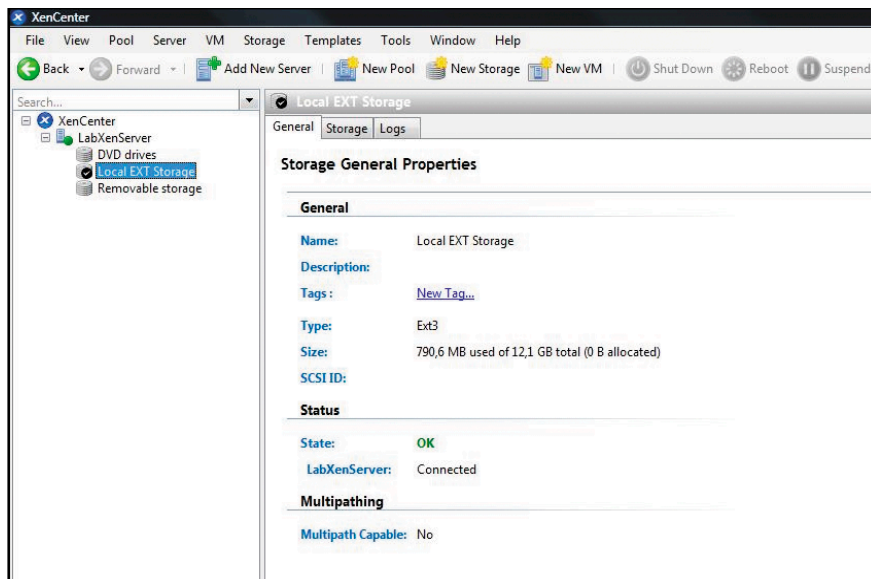 XenCenter
File View Pool Server VM Storage Templates Tools Window Help
Back Forward Add New Server New Pool New Storage New VM Shut Down Reboot Suspend
Search...
XenCenter
LabXenServer
DVD drives
Local EXT Storage
Removable storage
Local EXT Storage
General Storage Logs
Storage General Properties
General
Name: Local EXT Storage
Description:
Tags : New Tag...
Type: Ext3
Size: 790,6 MB used of 12,1 GB total (0 B allocated)
SCSI ID:
Status
State: OK
LabXenServer: Connected
Multipathing
Multipath Capable: No